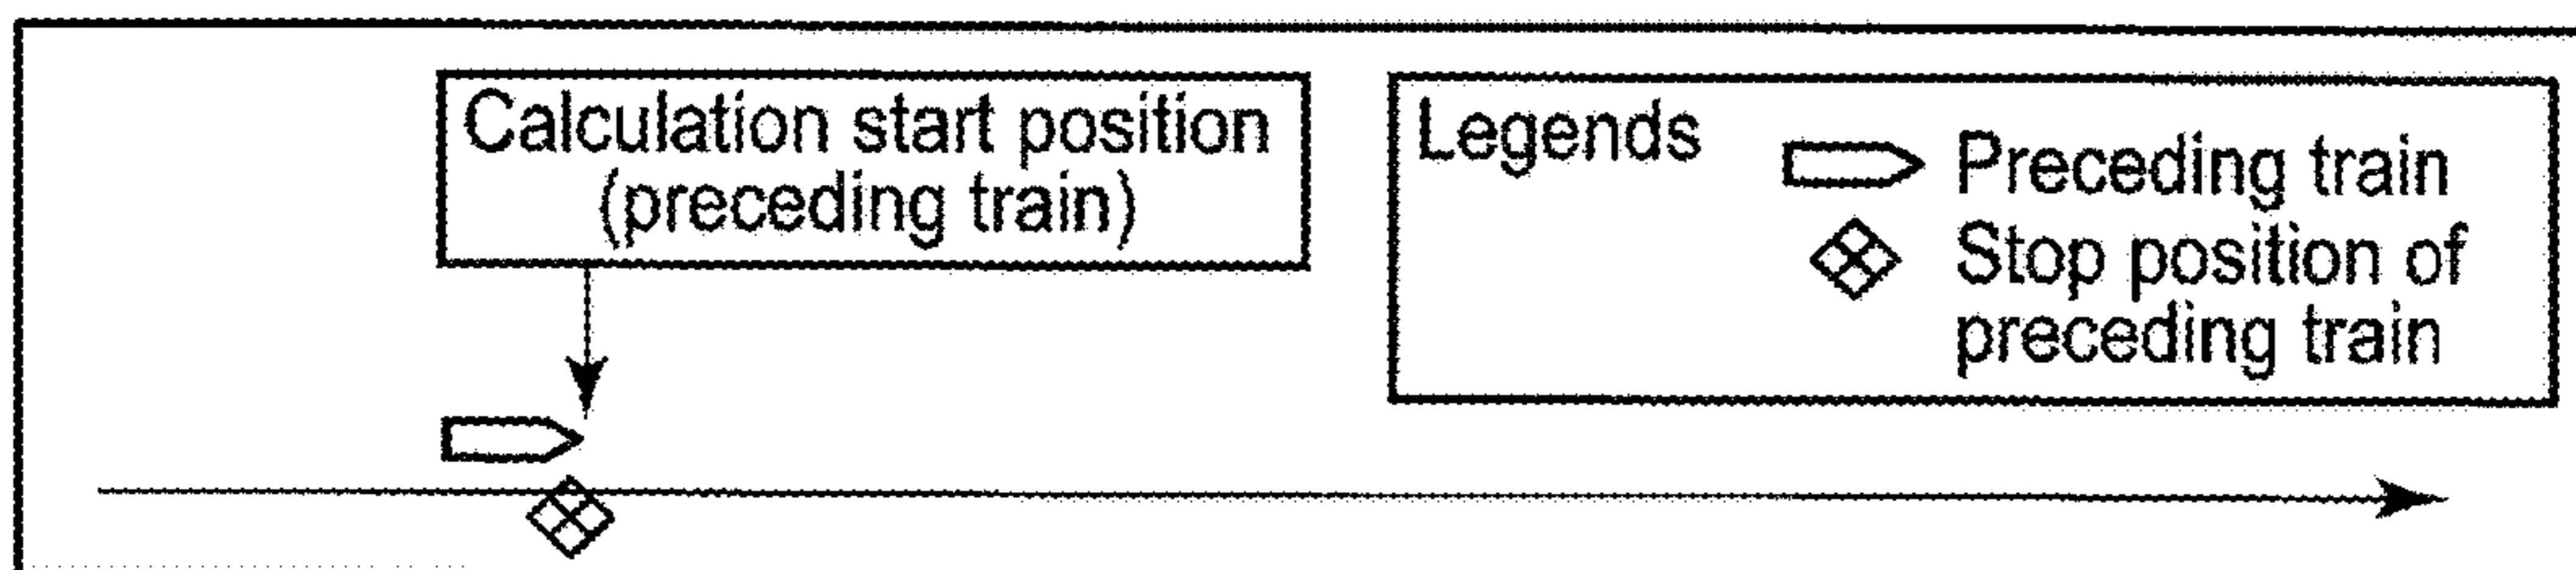 Calculation start position
(preceding train)
Legends
Preceding train
Stop position of
preceding train